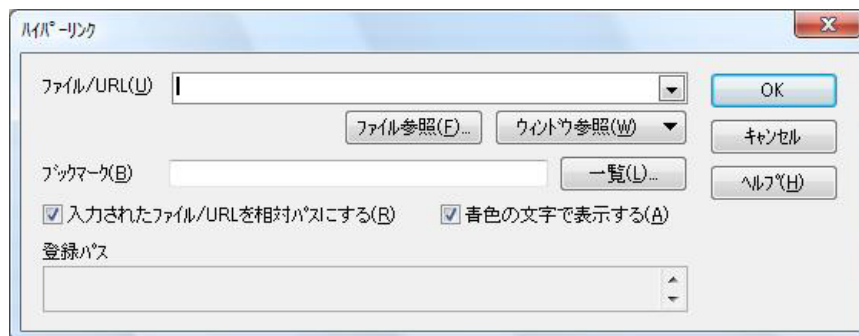 ﾊｲﾊﾟｰﾘﾝｸ
ﾌｧｲﾙ/URL(U)
OK
ﾌｧｲﾙ参照(F)...
ｳｨﾝﾄﾞｳ参照(W)
ｷｬﾝｾﾙ
ﾌﾞｯｸﾏｰｸ(B)
一覧(L)...
ﾍﾙﾌﾟ(H)
入力されたﾌｧｲﾙ/URLを相対ﾊﾟｽにする(R)
青色の文字で表示する(A)
登録ﾊﾟｽ